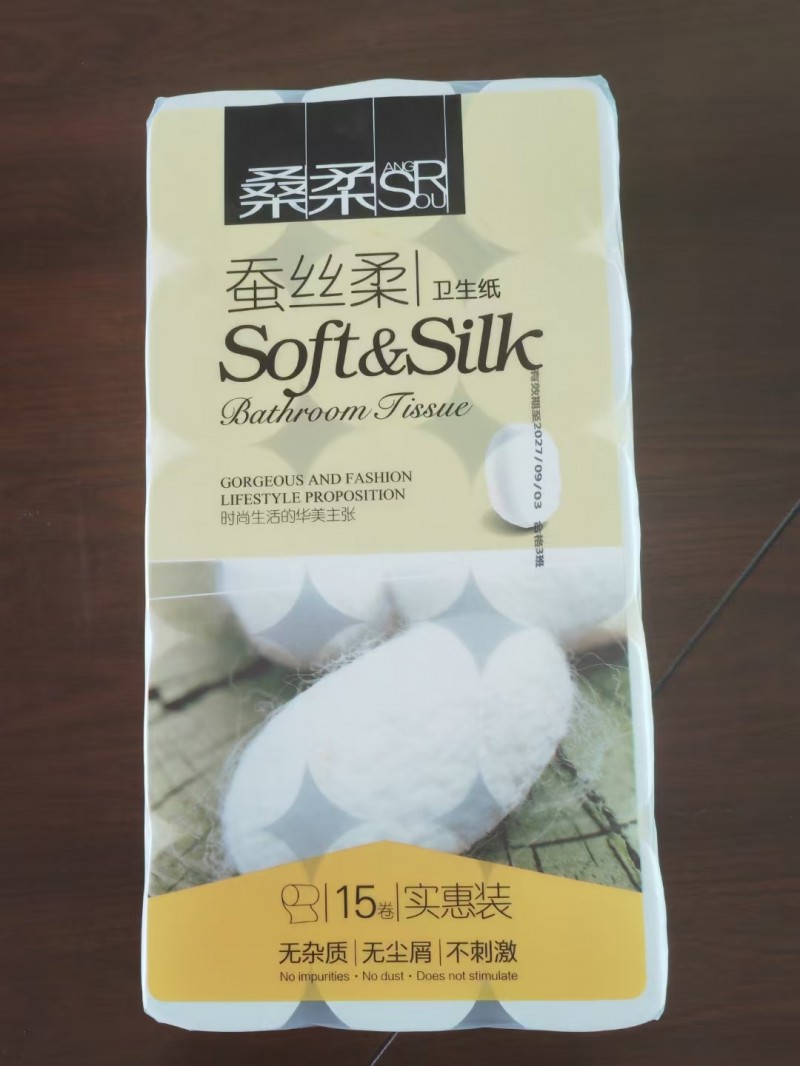 桑柔 SANG ROU
蚕丝柔 卫生纸
Soft&Silk
Bathroom Tissue
有效期至2027/09/03 合格3班
GORGEOUS AND FASHION
LIFESTYLE PROPOSITION
时尚生活的华美主张
15卷 实惠装
无杂质 无尘屑 不刺激
No impurities · No dust · Does not stimulate